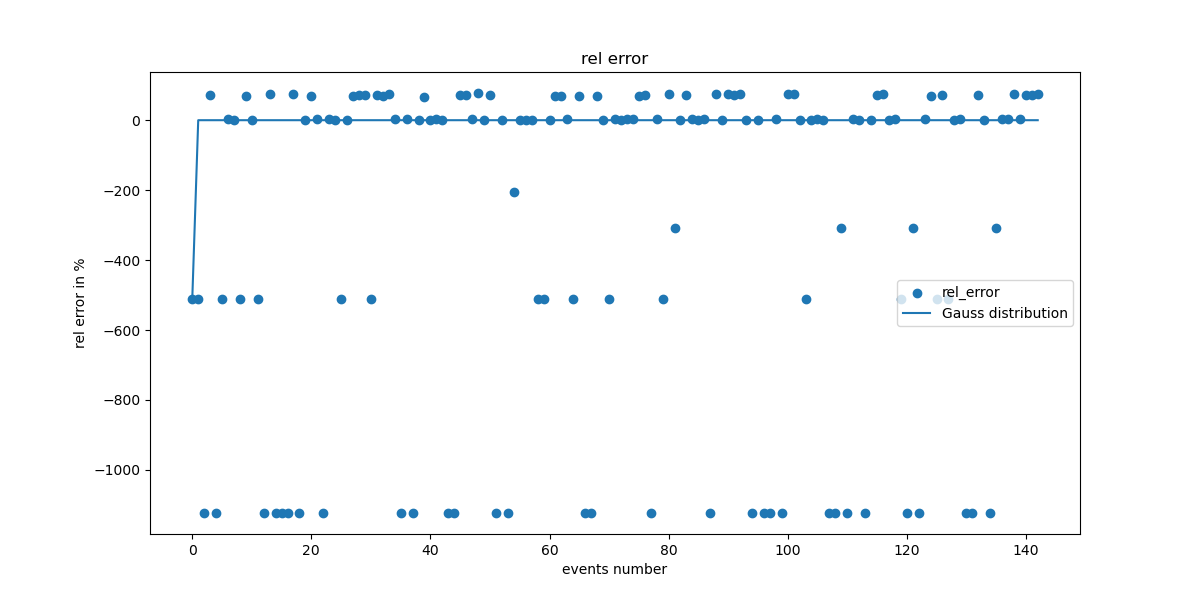 rel error
0
−200
−400
−600
−800
−1000
rel error in %
rel_error
Gauss distribution
0 20 40 60 80 100 120 140
events number